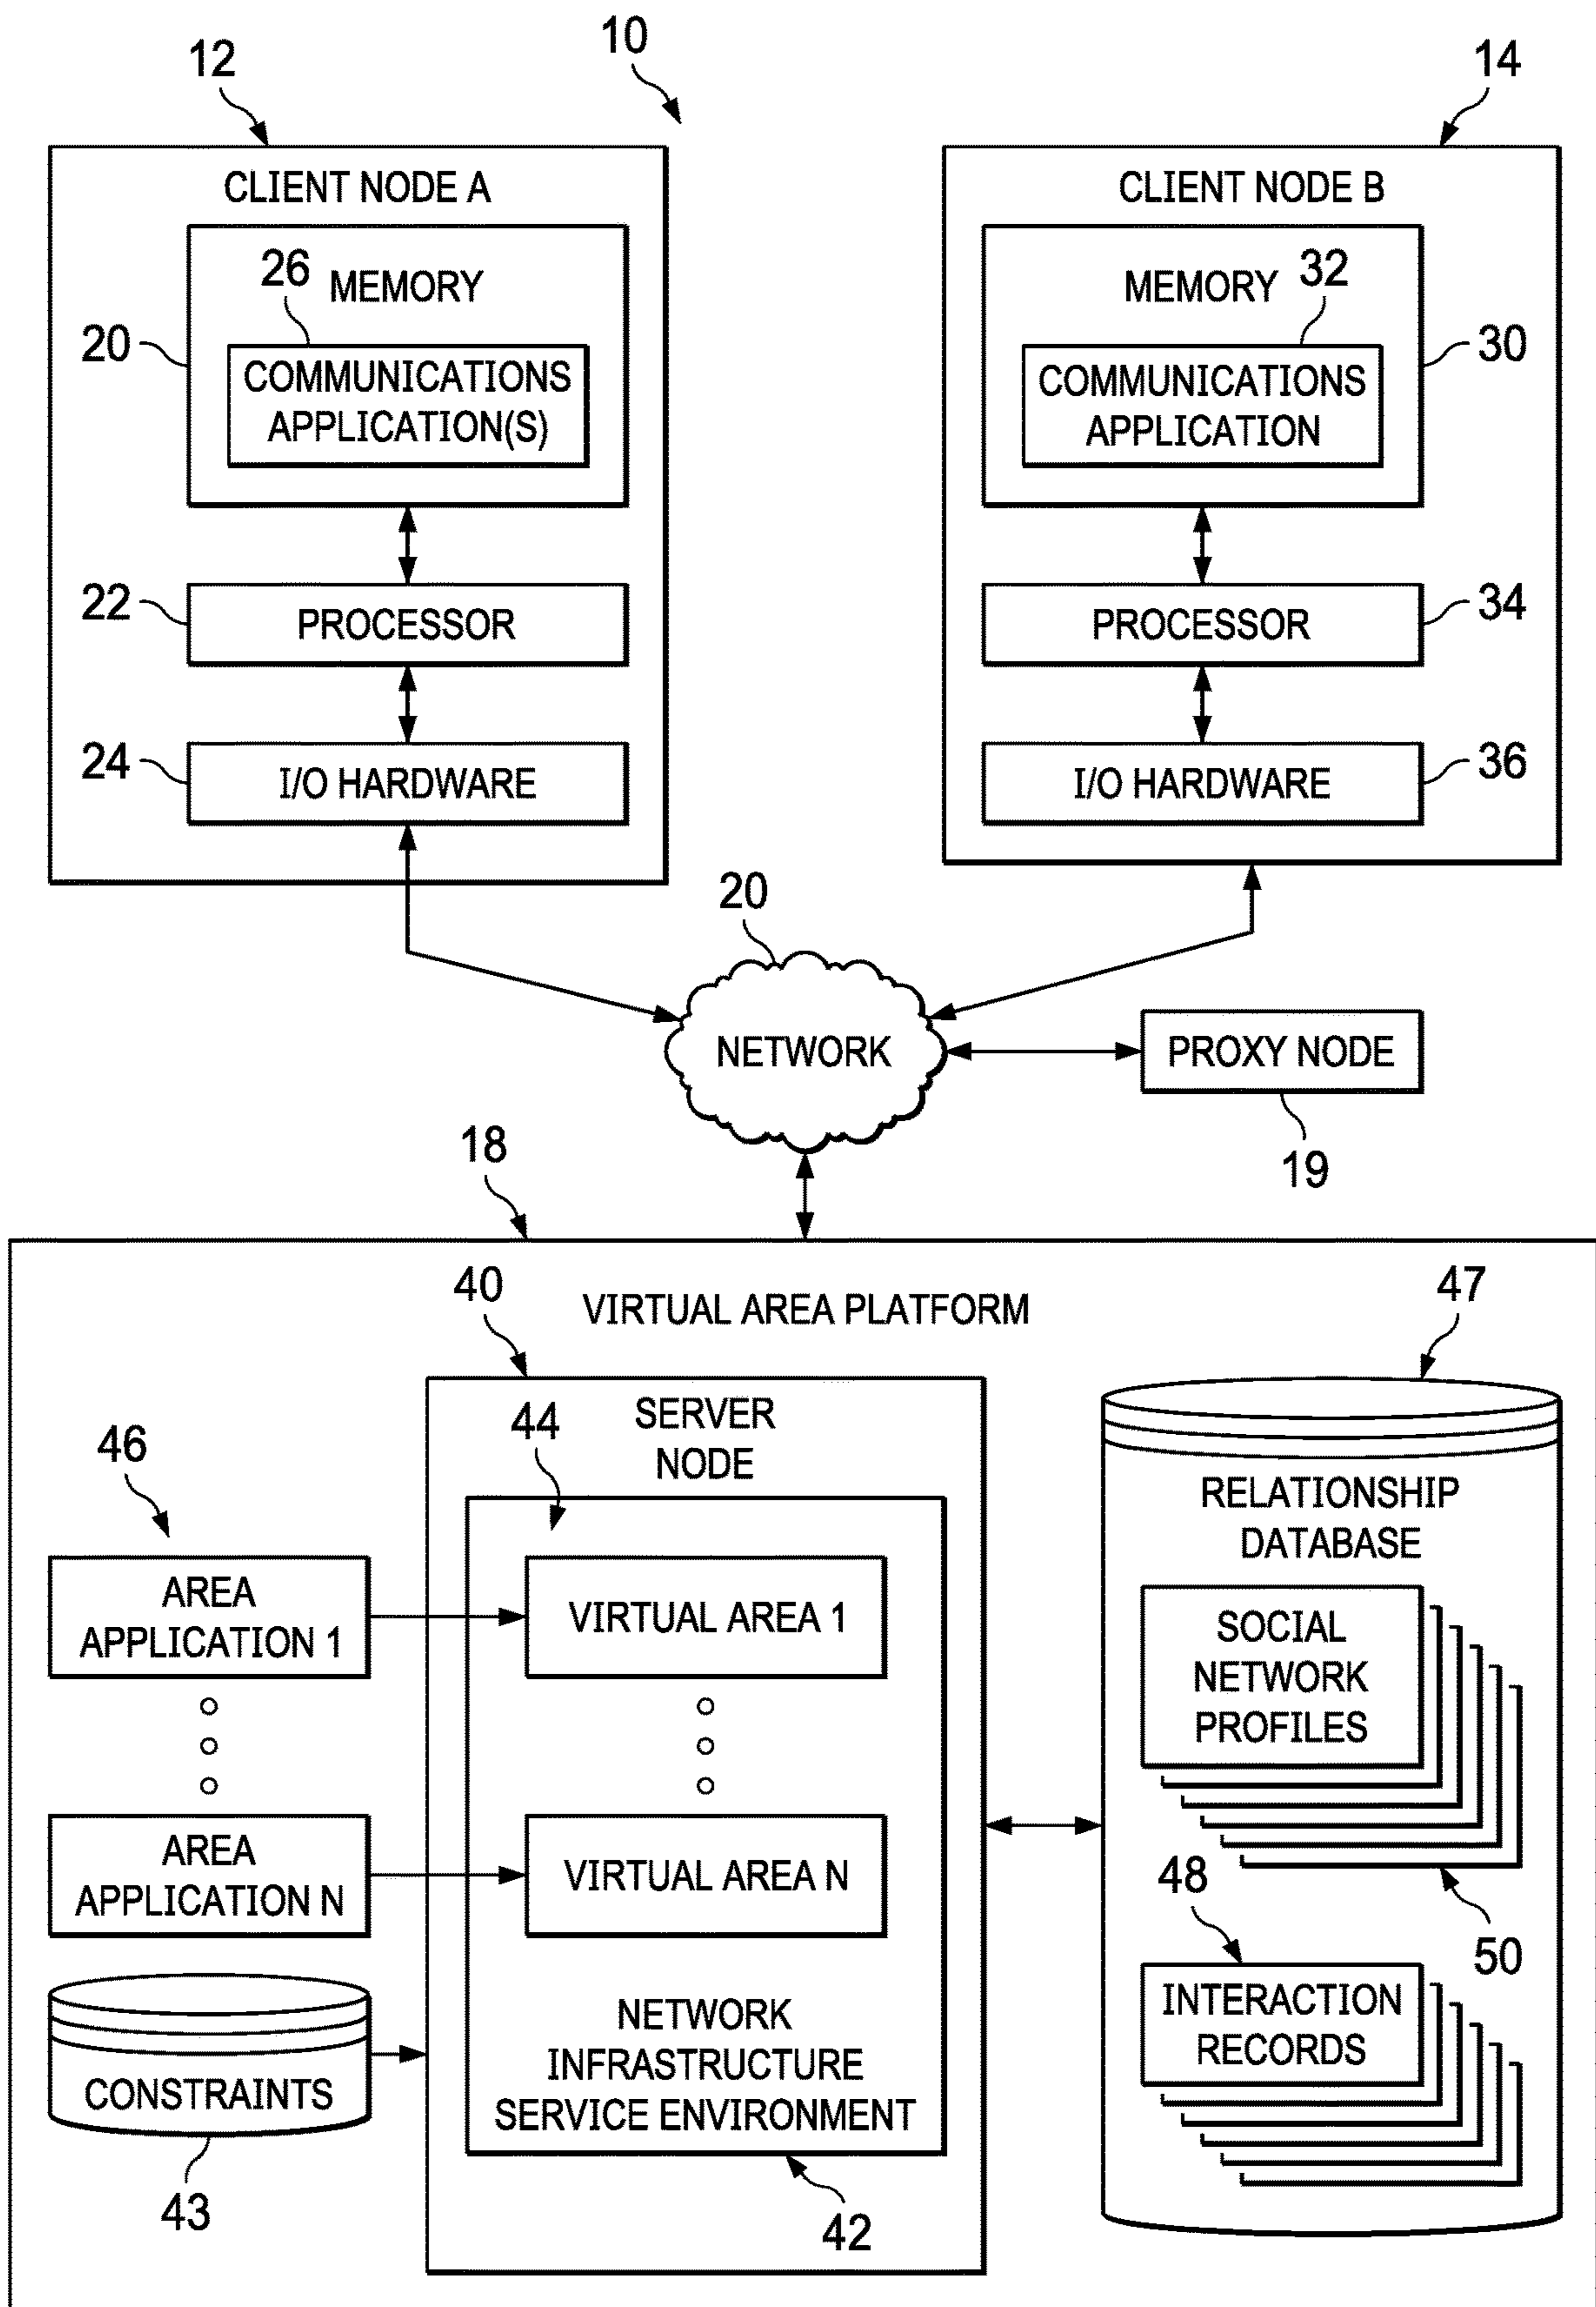 10
12
14
CLIENT NODE A
26
MEMORY
20
COMMUNICATIONS
APPLICATION(S)
22
PROCESSOR
24
I/O HARDWARE
CLIENT NODE B
MEMORY
32
30
COMMUNICATIONS
APPLICATION
PROCESSOR
34
I/O HARDWARE
36
20
NETWORK
PROXY NODE
19
18
VIRTUAL AREA PLATFORM
40
47
46
44
SERVER
NODE
AREA
APPLICATION 1
VIRTUAL AREA 1
AREA
APPLICATION N
VIRTUAL AREA N
CONSTRAINTS
43
NETWORK
INFRASTRUCTURE
SERVICE ENVIRONMENT
42
RELATIONSHIP
DATABASE
SOCIAL
NETWORK
PROFILES
48
50
INTERACTION
RECORDS